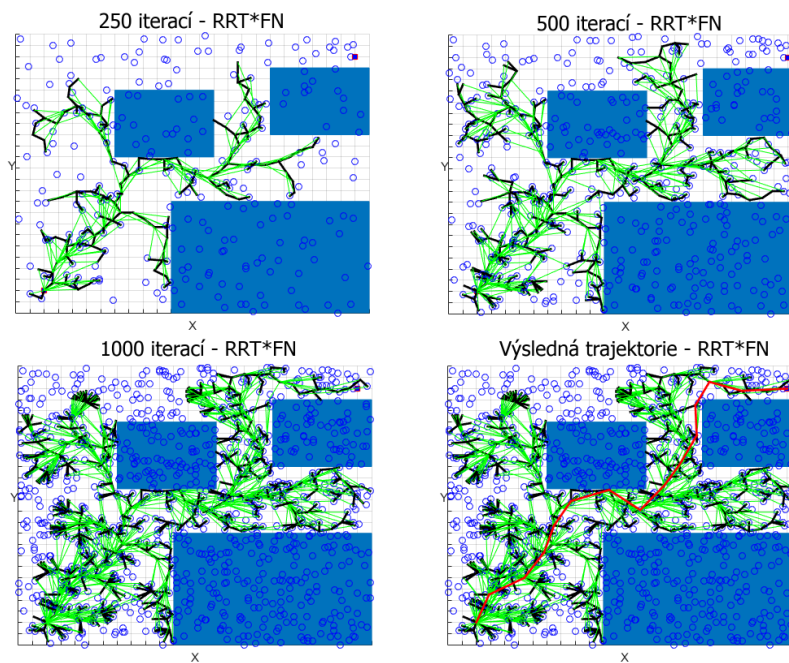 250 iterací - RRT*FN
500 iterací - RRT*FN
Y
Y
X
X
1000 iterací - RRT*FN
Výsledná trajektorie - RRT*FN
Y
Y
X
X